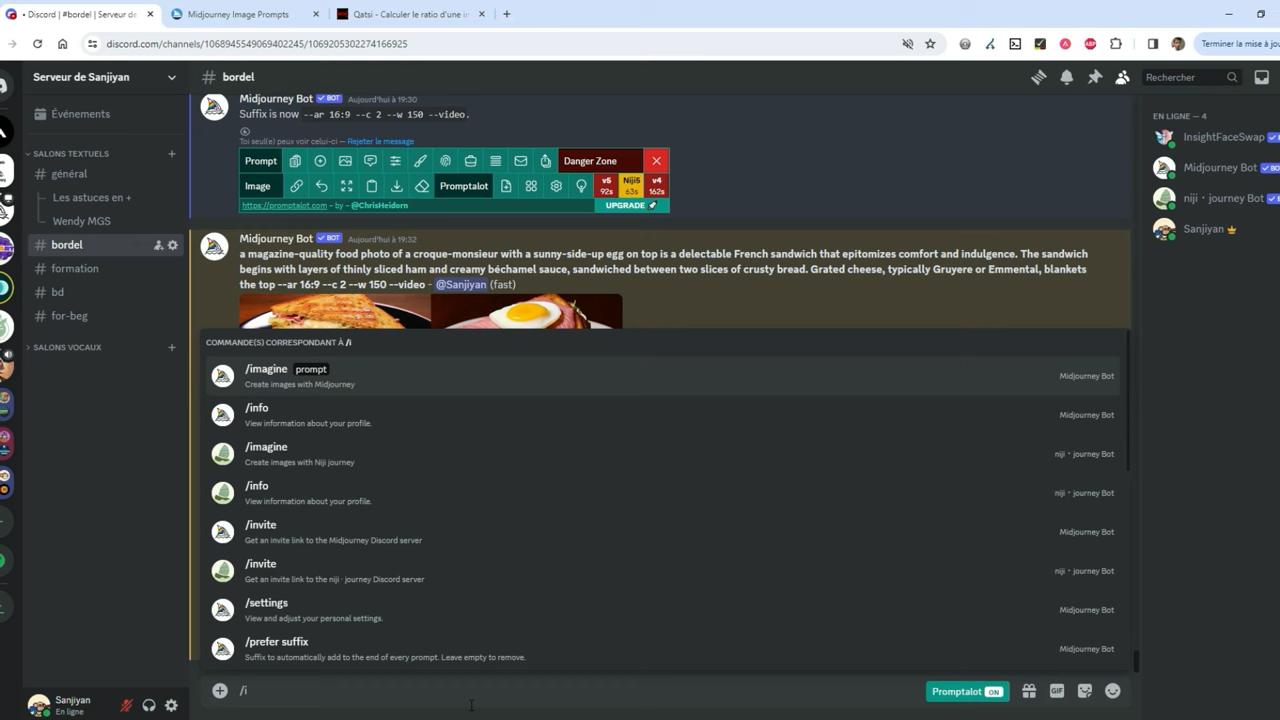 • Discord | #bordel | Serveur de
Midjourney Image Prompts
Qatsi - Calculer le ratio d'une in
discord.com/channels/1068945549069402245/1069205302274166925
Terminer la mise à jou
Serveur de Sanjiyan
# bordel
Rechercher
Événements
SALONS TEXTUELS
# général
Les astuces en +
Wendy MGS
# bordel
# formation
# bd
# for-beg
SALONS VOCAUX
Midjourney Bot BOT Aujourd'hui à 19:30
Suffix is now --ar 16:9 --c 2 --w 150 --video.
Toi seul(e) peux voir celui-ci — Rejeter le message
Prompt Danger Zone
Image Promptalot v5 92s Niji5 63s v4 162s
https://promptalot.com - by - @ChrisHeidorn UPGRADE
Midjourney Bot BOT Aujourd'hui à 19:32
a magazine-quality food photo of a croque-monsieur with a sunny-side-up egg on top is a delectable French sandwich that epitomizes comfort and indulgence. The sandwich
begins with layers of thinly sliced ham and creamy béchamel sauce, sandwiched between two slices of crusty bread. Grated cheese, typically Gruyere or Emmental, blankets
the top --ar 16:9 --c 2 --w 150 --video - @Sanjiyan (fast)
COMMANDE(S) CORRESPONDANT À /i
/imagine prompt
Create images with Midjourney
Midjourney Bot
/info
View information about your profile.
Midjourney Bot
/imagine
Create images with Niji journey
niji・journey Bot
/info
View information about your profile.
niji・journey Bot
/invite
Get an invite link to the Midjourney Discord server
Midjourney Bot
/invite
Get an invite link to the niji・journey Discord server
niji・journey Bot
/settings
View and adjust your personal settings.
Midjourney Bot
/prefer suffix
Suffix to automatically add to the end of every prompt. Leave empty to remove.
Midjourney Bot
/i
Promptalot ON
GIF
EN LIGNE — 4
InsightFaceSwap
Midjourney Bot
niji・journey Bot
Sanjiyan
Sanjiyan
En ligne